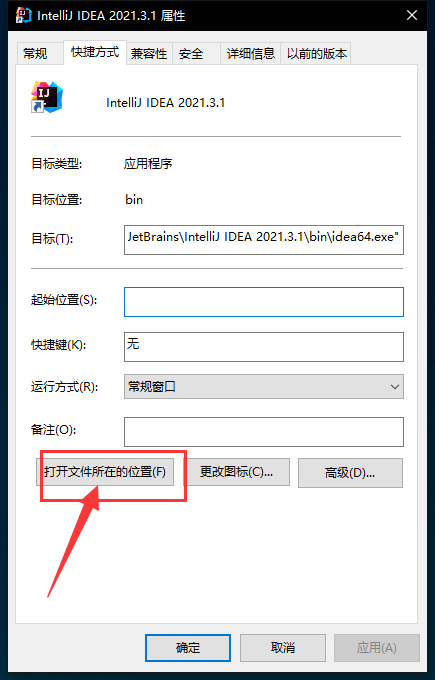 IntelliJ IDEA 2021.3.1 属性
常规 快捷方式 兼容性 安全 详细信息 以前的版本
IntelliJ IDEA 2021.3.1
目标类型: 应用程序
目标位置: bin
目标(T): JetBrains\IntelliJ IDEA 2021.3.1\bin\idea64.exe"
起始位置(S):
快捷键(K): 无
运行方式(R): 常规窗口
备注(O):
打开文件所在的位置(F) 更改图标(C)... 高级(D)...
确定 取消 应用(A)